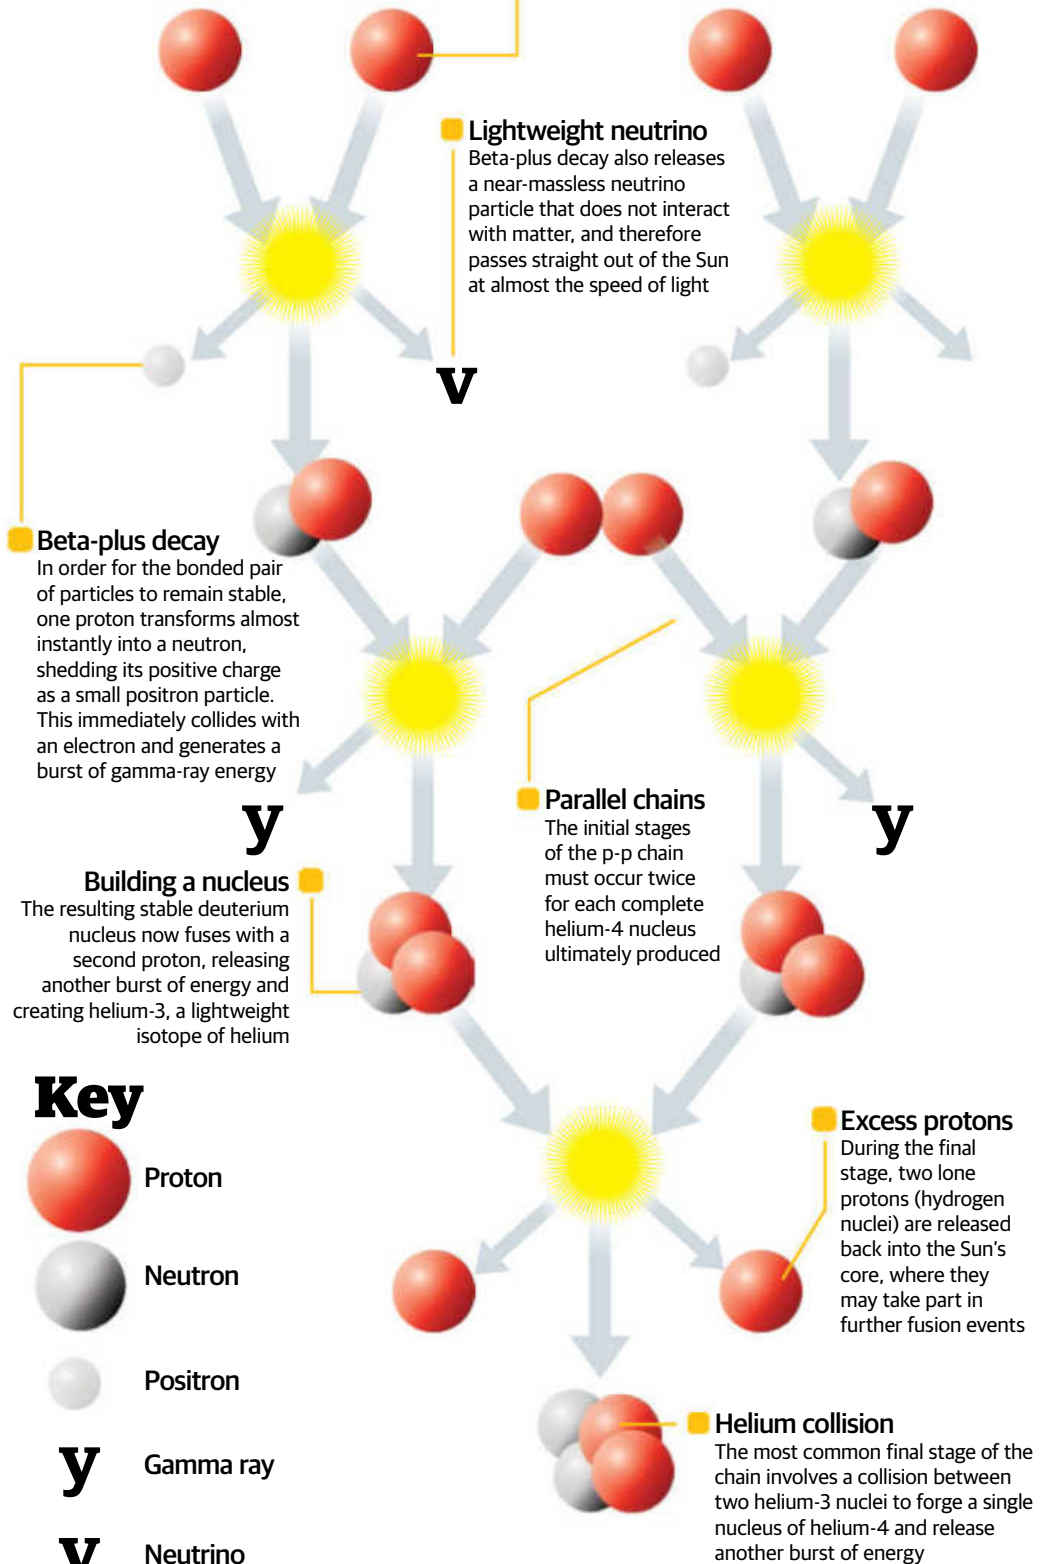 Lightweight neutrino
Beta-plus decay also releases
a near-massless neutrino
particle that does not interact
with matter, and therefore
passes straight out of the Sun
at almost the speed of light
v
Beta-plus decay
In order for the bonded pair
of particles to remain stable,
one proton transforms almost
instantly into a neutron,
shedding its positive charge
as a small positron particle.
This immediately collides with
an electron and generates a
burst of gamma-ray energy
y
y
Parallel chains
The initial stages
of the p-p chain
must occur twice
for each complete
helium-4 nucleus
ultimately produced
Building a nucleus
The resulting stable deuterium
nucleus now fuses with a
second proton, releasing
another burst of energy and
creating helium-3, a lightweight
isotope of helium
Key
Proton
Neutron
Positron
y Gamma ray
v Neutrino
Excess protons
During the final
stage, two lone
protons (hydrogen
nuclei) are released
back into the Sun's
core, where they
may take part in
further fusion events
Helium collision
The most common final stage of the
chain involves a collision between
two helium-3 nuclei to forge a single
nucleus of helium-4 and release
another burst of energy